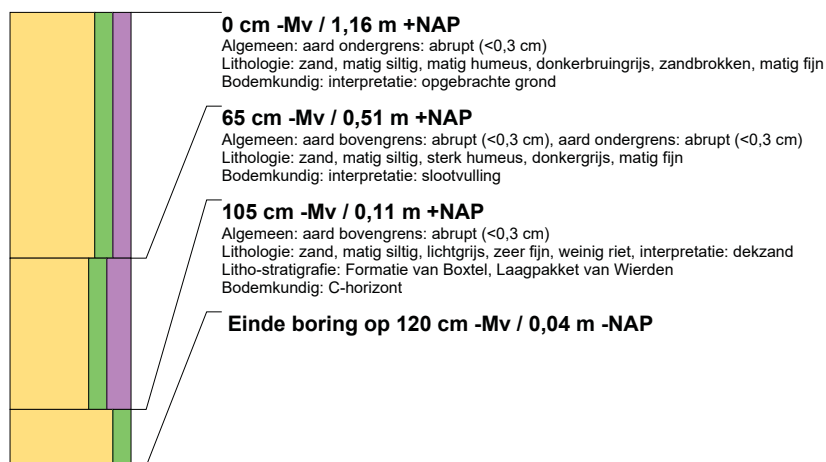 0 cm -Mv / 1,16 m +NAP
Algemeen: aard ondergrens: abrupt (<0,3 cm)
Lithologie: zand, matig siltig, matig humeus, donkerbruingrijs, zandbrokken, matig fijn
Bodemkundig: interpretatie: opgebrachte grond
65 cm -Mv / 0,51 m +NAP
Algemeen: aard bovengrens: abrupt (<0,3 cm), aard ondergrens: abrupt (<0,3 cm)
Lithologie: zand, matig siltig, sterk humeus, donkergrijs, matig fijn
Bodemkundig: interpretatie: slootvulling
105 cm -Mv / 0,11 m +NAP
Algemeen: aard bovengrens: abrupt (<0,3 cm)
Lithologie: zand, matig siltig, lichtgrijs, zeer fijn, weinig riet, interpretatie: dekzand
Litho-stratigrafie: Formatie van Boxtel, Laagpakket van Wierden
Bodemkundig: C-horizont
Einde boring op 120 cm -Mv / 0,04 m -NAP